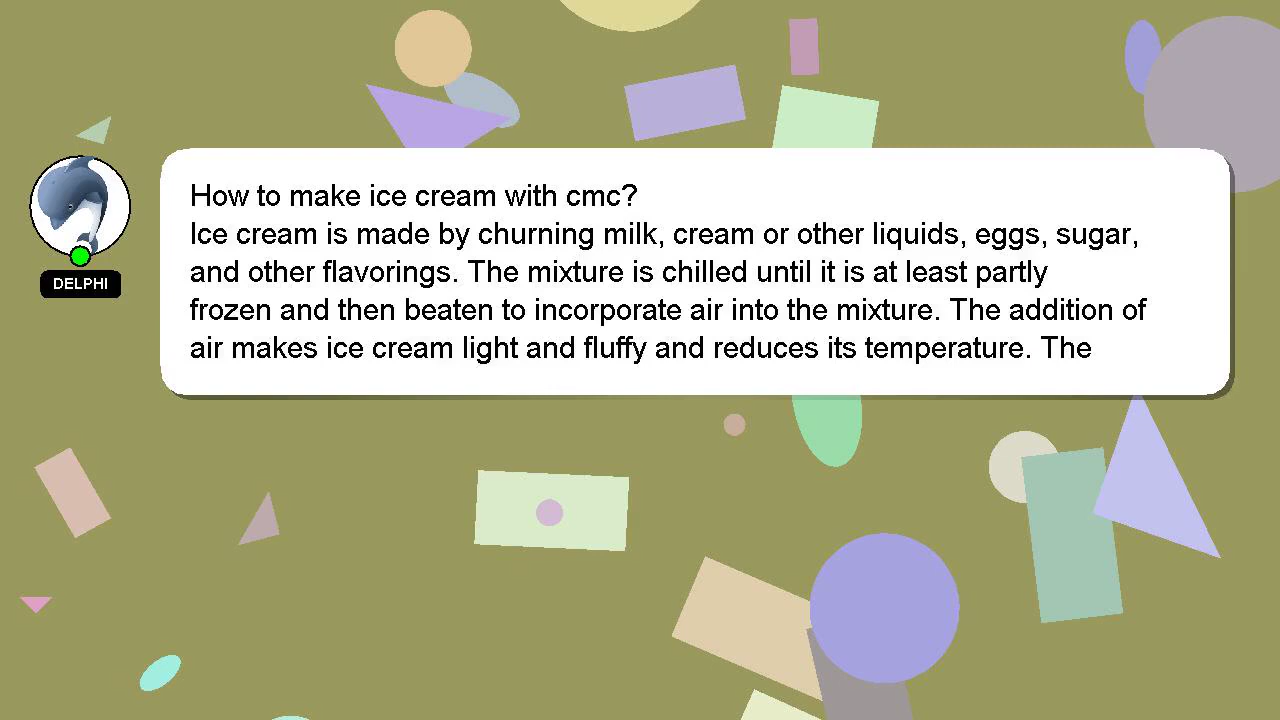 How to make ice cream with cmc?
Ice cream is made by churning milk, cream or other liquids, eggs, sugar,
and other flavorings. The mixture is chilled until it is at least partly
frozen and then beaten to incorporate air into the mixture. The addition of
air makes ice cream light and fluffy and reduces its temperature. The
DELPHI